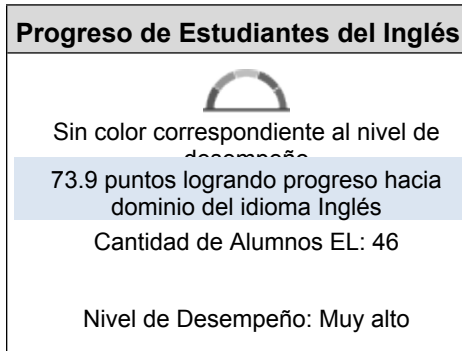 Progreso de Estudiantes del Inglés
Sin color correspondiente al nivel de
desempeño
73.9 puntos logrando progreso hacia
dominio del idioma Inglés
Cantidad de Alumnos EL: 46
Nivel de Desempeño: Muy alto